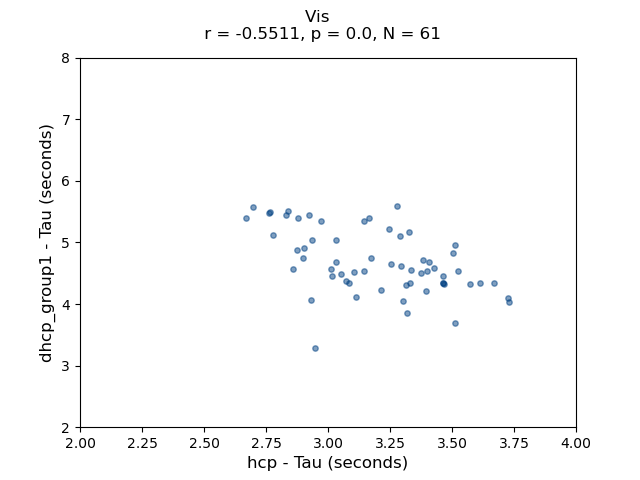 Vis
r = -0.5511, p = 0.0, N = 61
8
7
6
5
4
3
2
dhcp_group1 - Tau (seconds)
2.00 2.25 2.50 2.75 3.00 3.25 3.50 3.75 4.00
hcp - Tau (seconds)